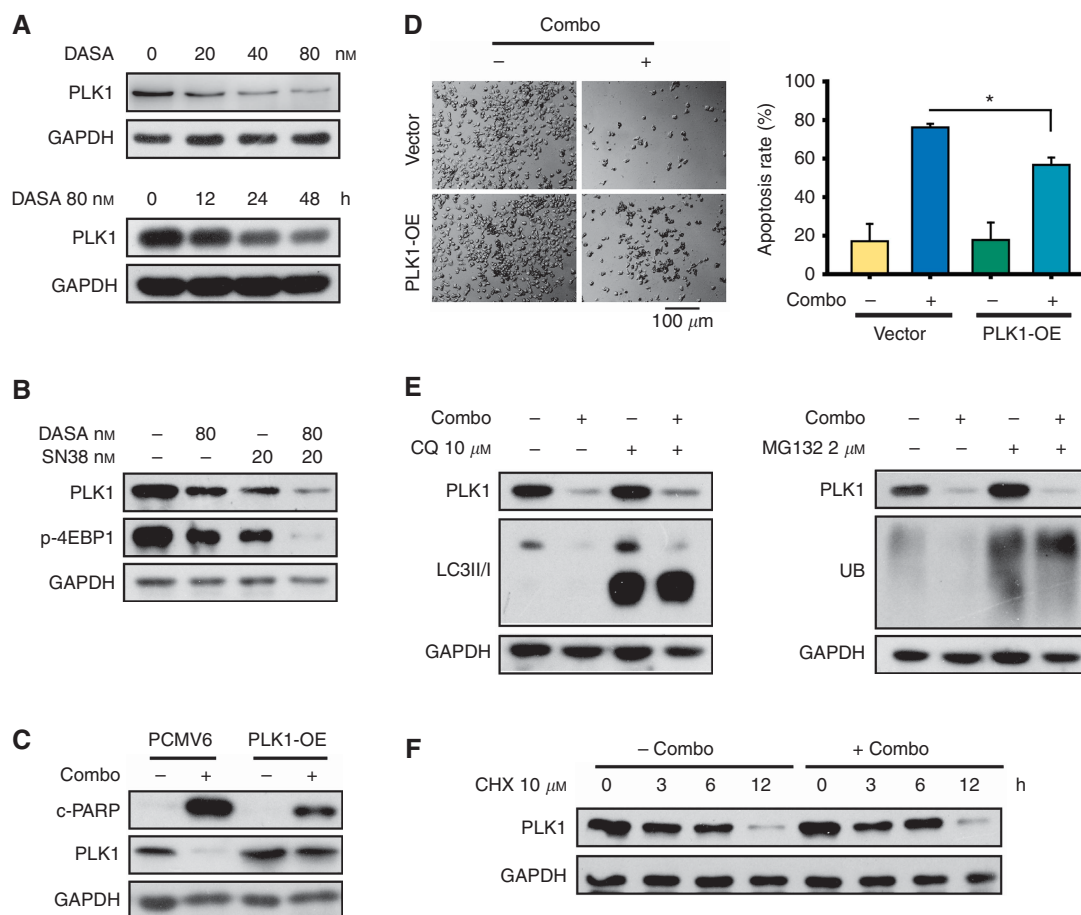 A
DASA 0 20 40 80 nM
PLK1
GAPDH
DASA 80 nM 0 12 24 48 h
PLK1
GAPDH
B
DASA nM – 80 – 80
SN38 nM – – 20 20
PLK1
p-4EBP1
GAPDH
C
PCMV6 PLK1-OE
Combo – + – +
c-PARP
PLK1
GAPDH
D
Combo
– +
Vector
PLK1-OE
100 μm
Apoptosis rate (%)
100
80
60
40
20
0
*
Combo – + – +
Vector PLK1-OE
E
Combo – + – +
CQ 10 μM – – + +
PLK1
LC3II/I
GAPDH
Combo – + – +
MG132 2 μM – – + +
PLK1
UB
GAPDH
F
– Combo + Combo
CHX 10 μM 0 3 6 12 0 3 6 12 h
PLK1
GAPDH